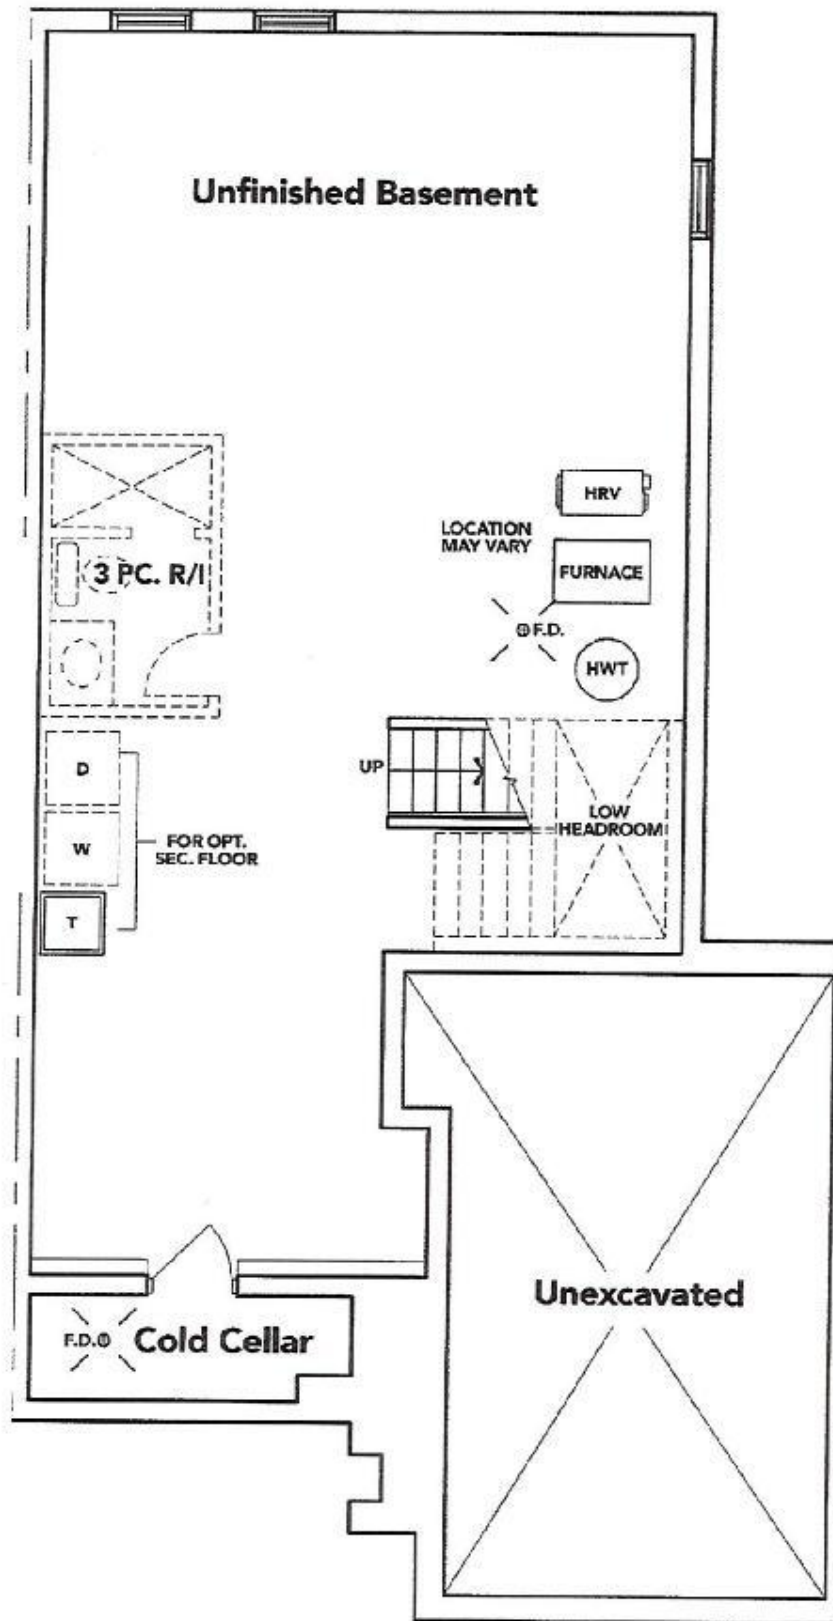 Unfinished Basement
HRV
LOCATION
MAY VARY
FURNACE
3 PC. R/I
F.D.
HWT
UP
D
LOW
HEADROOM
W
FOR OPT.
SEC. FLOOR
T
Unexcavated
F.D.
Cold Cellar